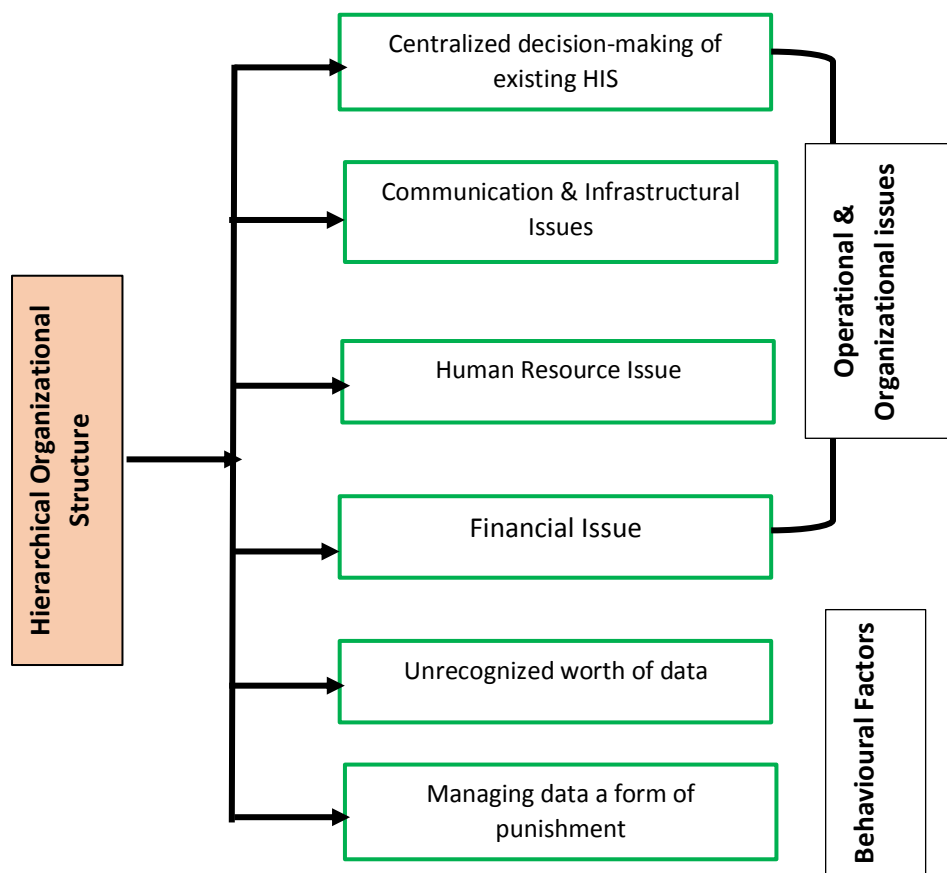 Hierarchical Organizational
Structure
Centralized decision-making of
existing HIS
Communication & Infrastructural
Issues
Human Resource Issue
Financial Issue
Unrecognized worth of data
Managing data a form of
punishment
Operational &
Organizational issues
Behavioural Factors